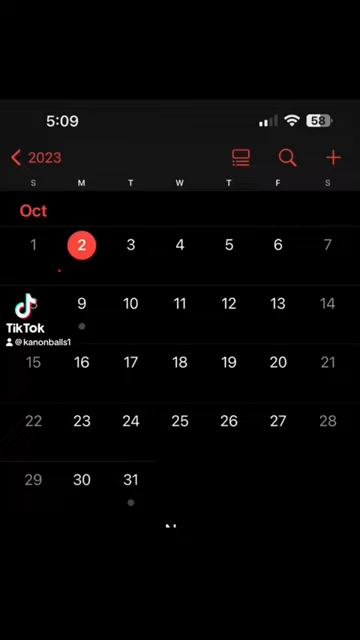 5:09 58
2023
S M T W T F S
Oct
1 2 3 4 5 6 7
8 9 10 11 12 13 14
TikTok
@kanonballs1
15 16 17 18 19 20 21
22 23 24 25 26 27 28
29 30 31